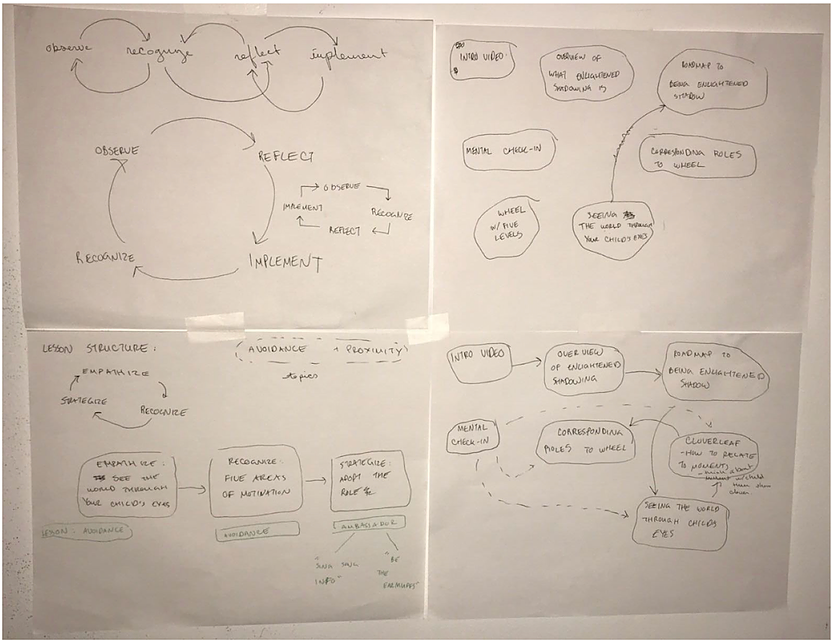 observe recognize reflect implement
OBSERVE
REFLECT
IMPLEMENT
RECOGNIZE
OBSERVE
RECOGNIZE
REFLECT
IMPLEMENT
INTRO VIDEO
OVERVIEW OF
WHAT ENLIGHTENED
SHADOWING IS
ROADMAP TO
BEING ENLIGHTENED
SHADOW
MENTAL CHECK-IN
CORRESPONDING ROLES
TO WHEEL
WHEEL
W/ FIVE
LEVELS
SEEING
THE WORLD THROUGH
YOUR CHILD'S EYES
LESSON STRUCTURE:
EMPATHIZE
RECOGNIZE
STRATEGIZE
AVOIDANCE + PROXIMITY
topics
EMPATHIZE:
SEE THE
WORLD THROUGH
YOUR CHILD'S EYES
RECOGNIZE:
FIVE AREAS
OF MOTIVATION
STRATEGIZE:
ADOPT THE
ROLE
LESSON: AVOIDANCE
AVOIDANCE
AMBASSADOR
"SING SONG
INFO"
"BE
THE
INTRO VIDEO
OVERVIEW
OF ENLIGHTENED
SHADOWING
ROADMAP TO
BEING ENLIGHTENED
SHADOW
MENTAL
CHECK-IN
CORRESPONDING
ROLES TO WHEEL
CLOVERLEAF
- HOW TO RELATE
TO MOMENTS
- think about
SEEING THE WORLD
THROUGH CHILD'S
EYES